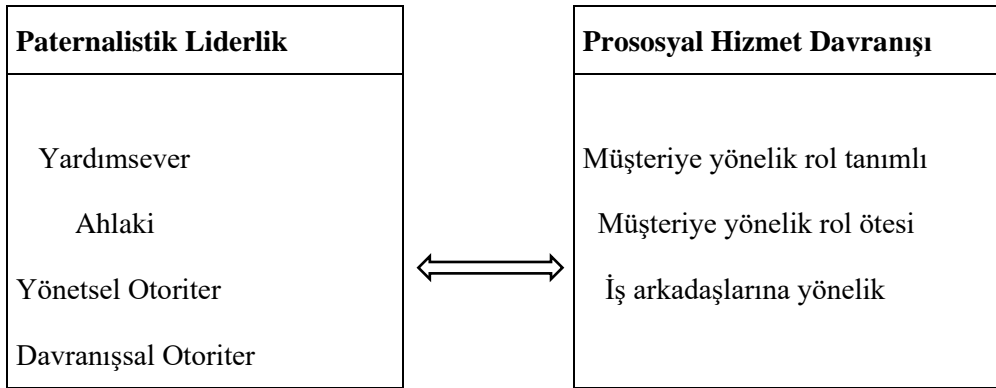 Paternalistik Liderlik
Yardımsever
Ahlaki
Yönetsel Otoriter
Davranışsal Otoriter
Prososyal Hizmet Davranışı
Müşteriye yönelik rol tanımlı
Müşteriye yönelik rol ötesi
İş arkadaşlarına yönelik